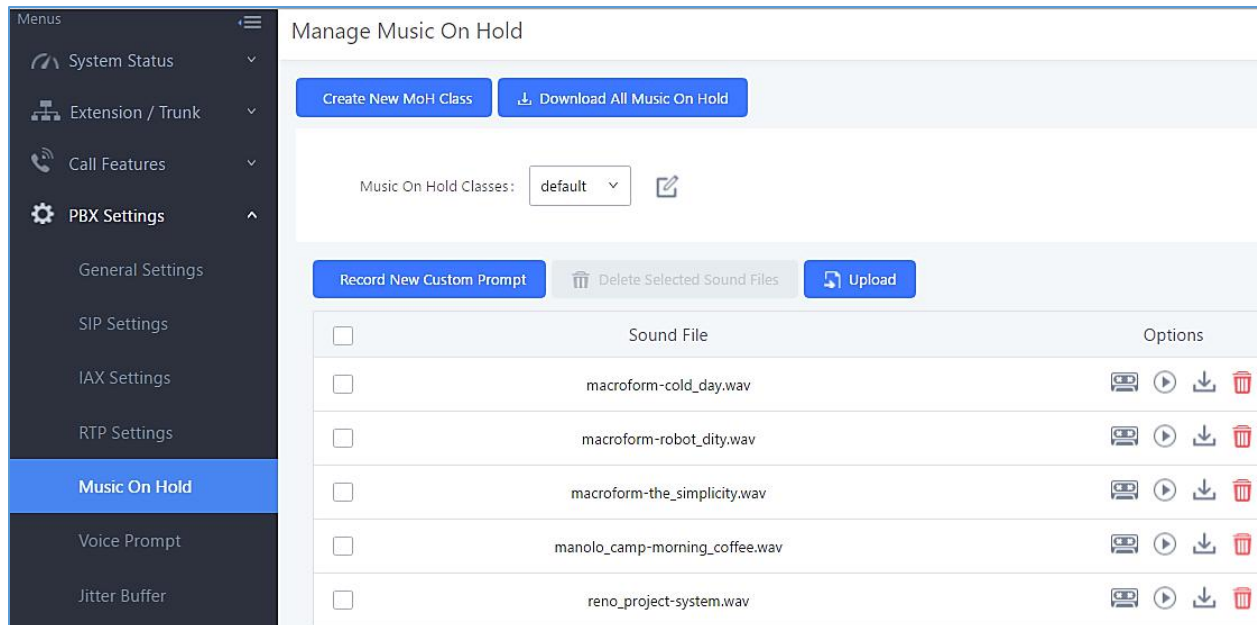 Menus
System Status
Extension / Trunk
Call Features
PBX Settings
General Settings
SIP Settings
IAX Settings
RTP Settings
Music On Hold
Voice Prompt
Jitter Buffer
Manage Music On Hold
Create New MoH Class
Download All Music On Hold
Music On Hold Classes:
default
Record New Custom Prompt
Delete Selected Sound Files
Upload
Sound File
Options
macroform-cold_day.wav
macroform-robot_dity.wav
macroform-the_simplicity.wav
manolo_camp-morning_coffee.wav
reno_project-system.wav